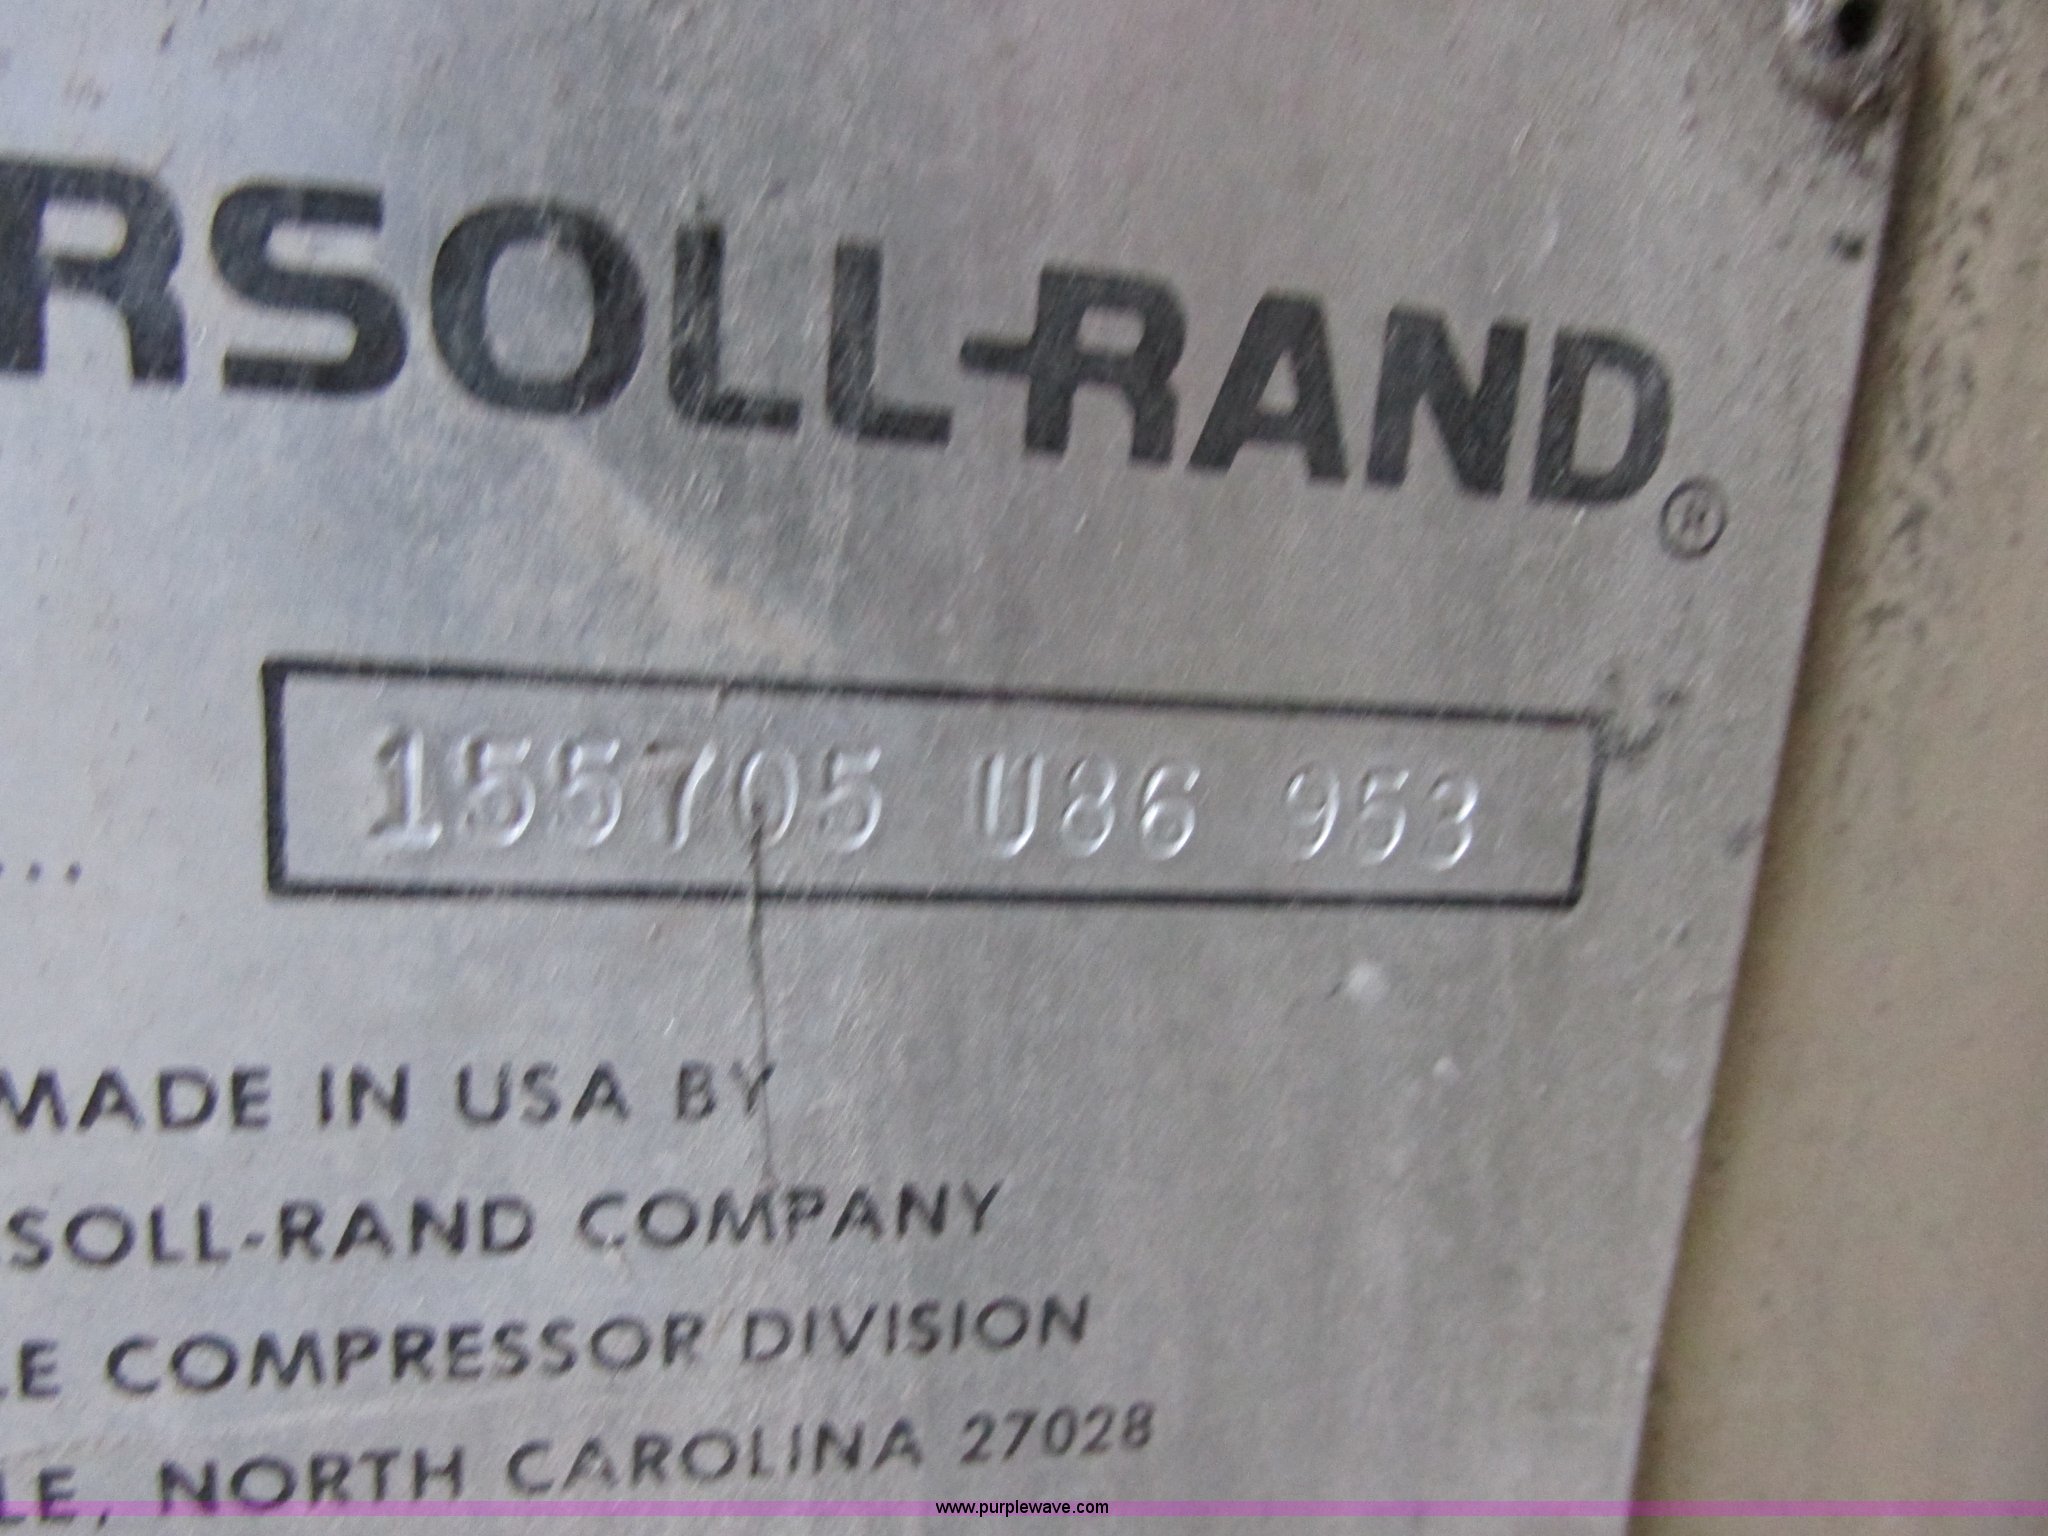 RSOLL-RAND®
155705 U86 953
...
MADE IN USA BY
SOLL-RAND COMPANY
LE COMPRESSOR DIVISION
LE, NORTH CAROLINA 27028
www.purplewave.com